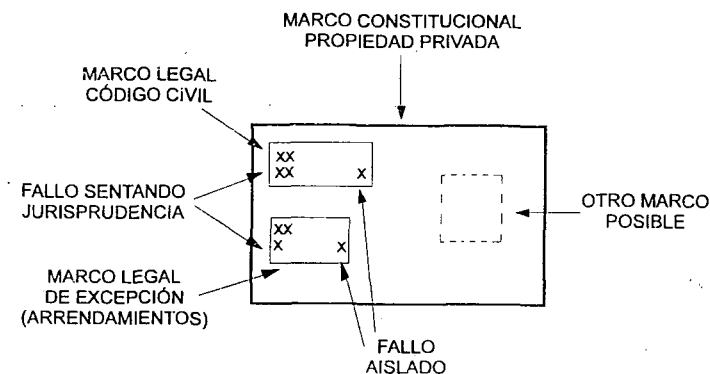 MARCO CONSTITUCIONAL
PROPIEDAD PRIVADA
MARCO LEGAL
CÓDIGO CIVIL
XX
XX X
FALLO SENTANDO
JURISPRUDENCIA
XX
X X
OTRO MARCO
POSIBLE
MARCO LEGAL
DE EXCEPCIÓN
(ARRENDAMIENTOS)
FALLO
AISLADO